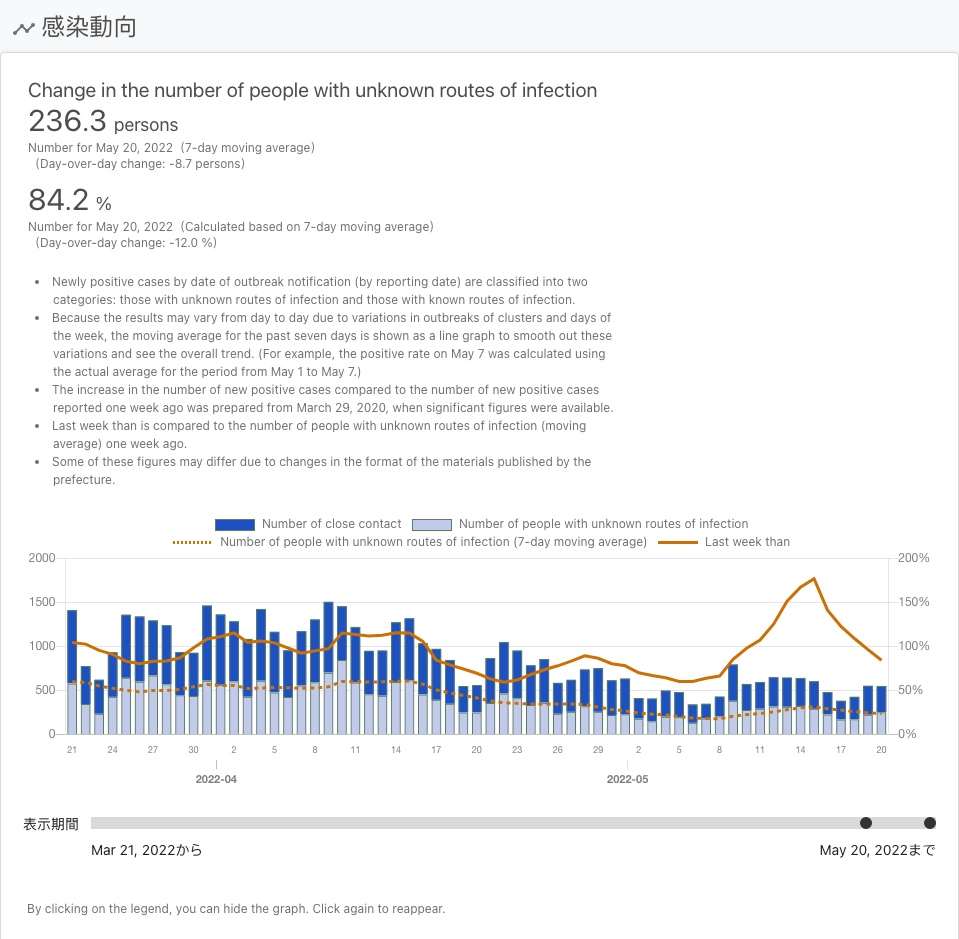 感染動向
Change in the number of people with unknown routes of infection
236.3 persons
Number for May 20, 2022 (7-day moving average)
(Day-over-day change: -8.7 persons)
84.2 %
Number for May 20, 2022 (Calculated based on 7-day moving average)
(Day-over-day change: -12.0 %)
• Newly positive cases by date of outbreak notification (by reporting date) are classified into two
categories: those with unknown routes of infection and those with known routes of infection.
• Because the results may vary from day to day due to variations in outbreaks of clusters and days of
the week, the moving average for the past seven days is shown as a line graph to smooth out these
variations and see the overall trend. (For example, the positive rate on May 7 was calculated using
the actual average for the period from May 1 to May 7.)
• The increase in the number of new positive cases compared to the number of new positive cases
reported one week ago was prepared from March 29, 2020, when significant figures were available.
• Last week than is compared to the number of people with unknown routes of infection (moving
average) one week ago.
• Some of these figures may differ due to changes in the format of the materials published by the
prefecture.
Number of close contact Number of people with unknown routes of infection
Number of people with unknown routes of infection (7-day moving average) Last week than
2000 200%
1500 150%
1000 100%
500 50%
0 0%
21 24 27 30 2 5 8 11 14 17 20 23 26 29 2 5 8 11 14 17 20
2022-04 2022-05
表示期間
Mar 21, 2022から May 20, 2022まで
By clicking on the legend, you can hide the graph. Click again to reappear.